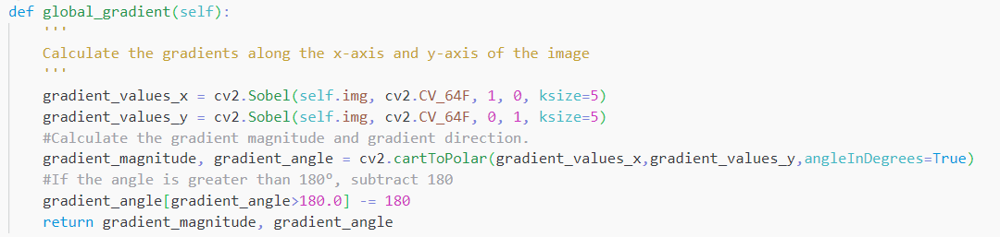 def global_gradient(self):
'''
Calculate the gradients along the x-axis and y-axis of the image
'''
gradient_values_x = cv2.Sobel(self.img, cv2.CV_64F, 1, 0, ksize=5)
gradient_values_y = cv2.Sobel(self.img, cv2.CV_64F, 0, 1, ksize=5)
#Calculate the gradient magnitude and gradient direction.
gradient_magnitude, gradient_angle = cv2.cartToPolar(gradient_values_x,gradient_values_y,angleInDegrees=True)
#If the angle is greater than 180°, subtract 180
gradient_angle[gradient_angle>180.0] -= 180
return gradient_magnitude, gradient_angle